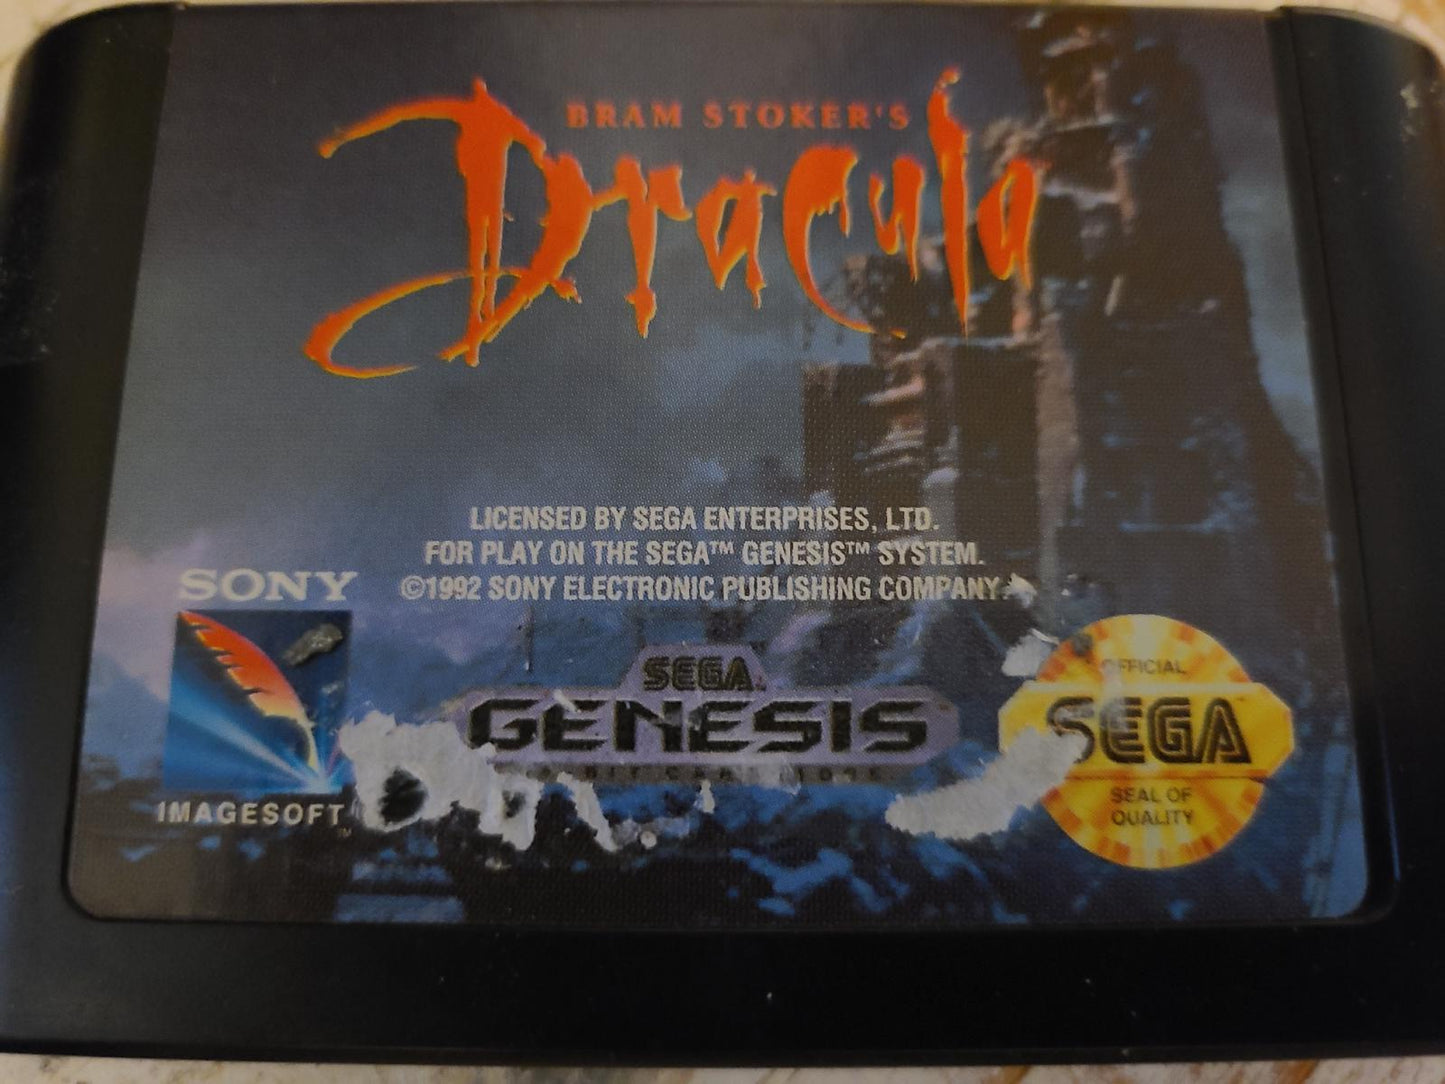 BRAM STOKER'S
Dracula
LICENSED BY SEGA ENTERPRISES, LTD.
FOR PLAY ON THE SEGA™ GENESIS™ SYSTEM.
©1992 SONY ELECTRONIC PUBLISHING COMPANY.
SONY
IMAGESOFT™
SEGA
GENESIS
OFFICIAL
SEGA
SEAL OF
QUALITY